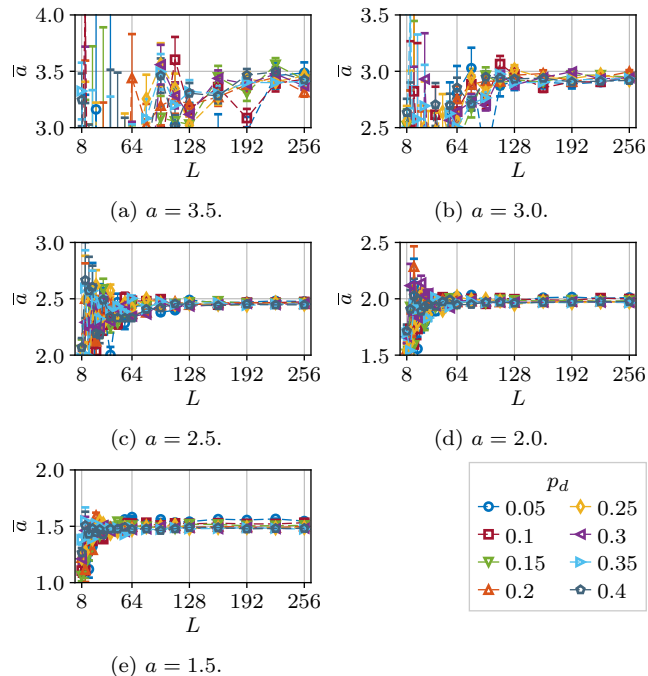 4.0 3.5
3.5 3.0
3.0 2.5
a̅ a̅
8 64 128 192 256 8 64 128 192 256
L L
(a) a = 3.5. (b) a = 3.0.
3.0 2.5
2.5 2.0
2.0 1.5
a̅ a̅
8 64 128 192 256 8 64 128 192 256
L L
(c) a = 2.5. (d) a = 2.0.
2.0
1.5
1.0
a̅
8 64 128 192 256
L
(e) a = 1.5.
p_d
0.05 0.25
0.1 0.3
0.15 0.35
0.2 0.4